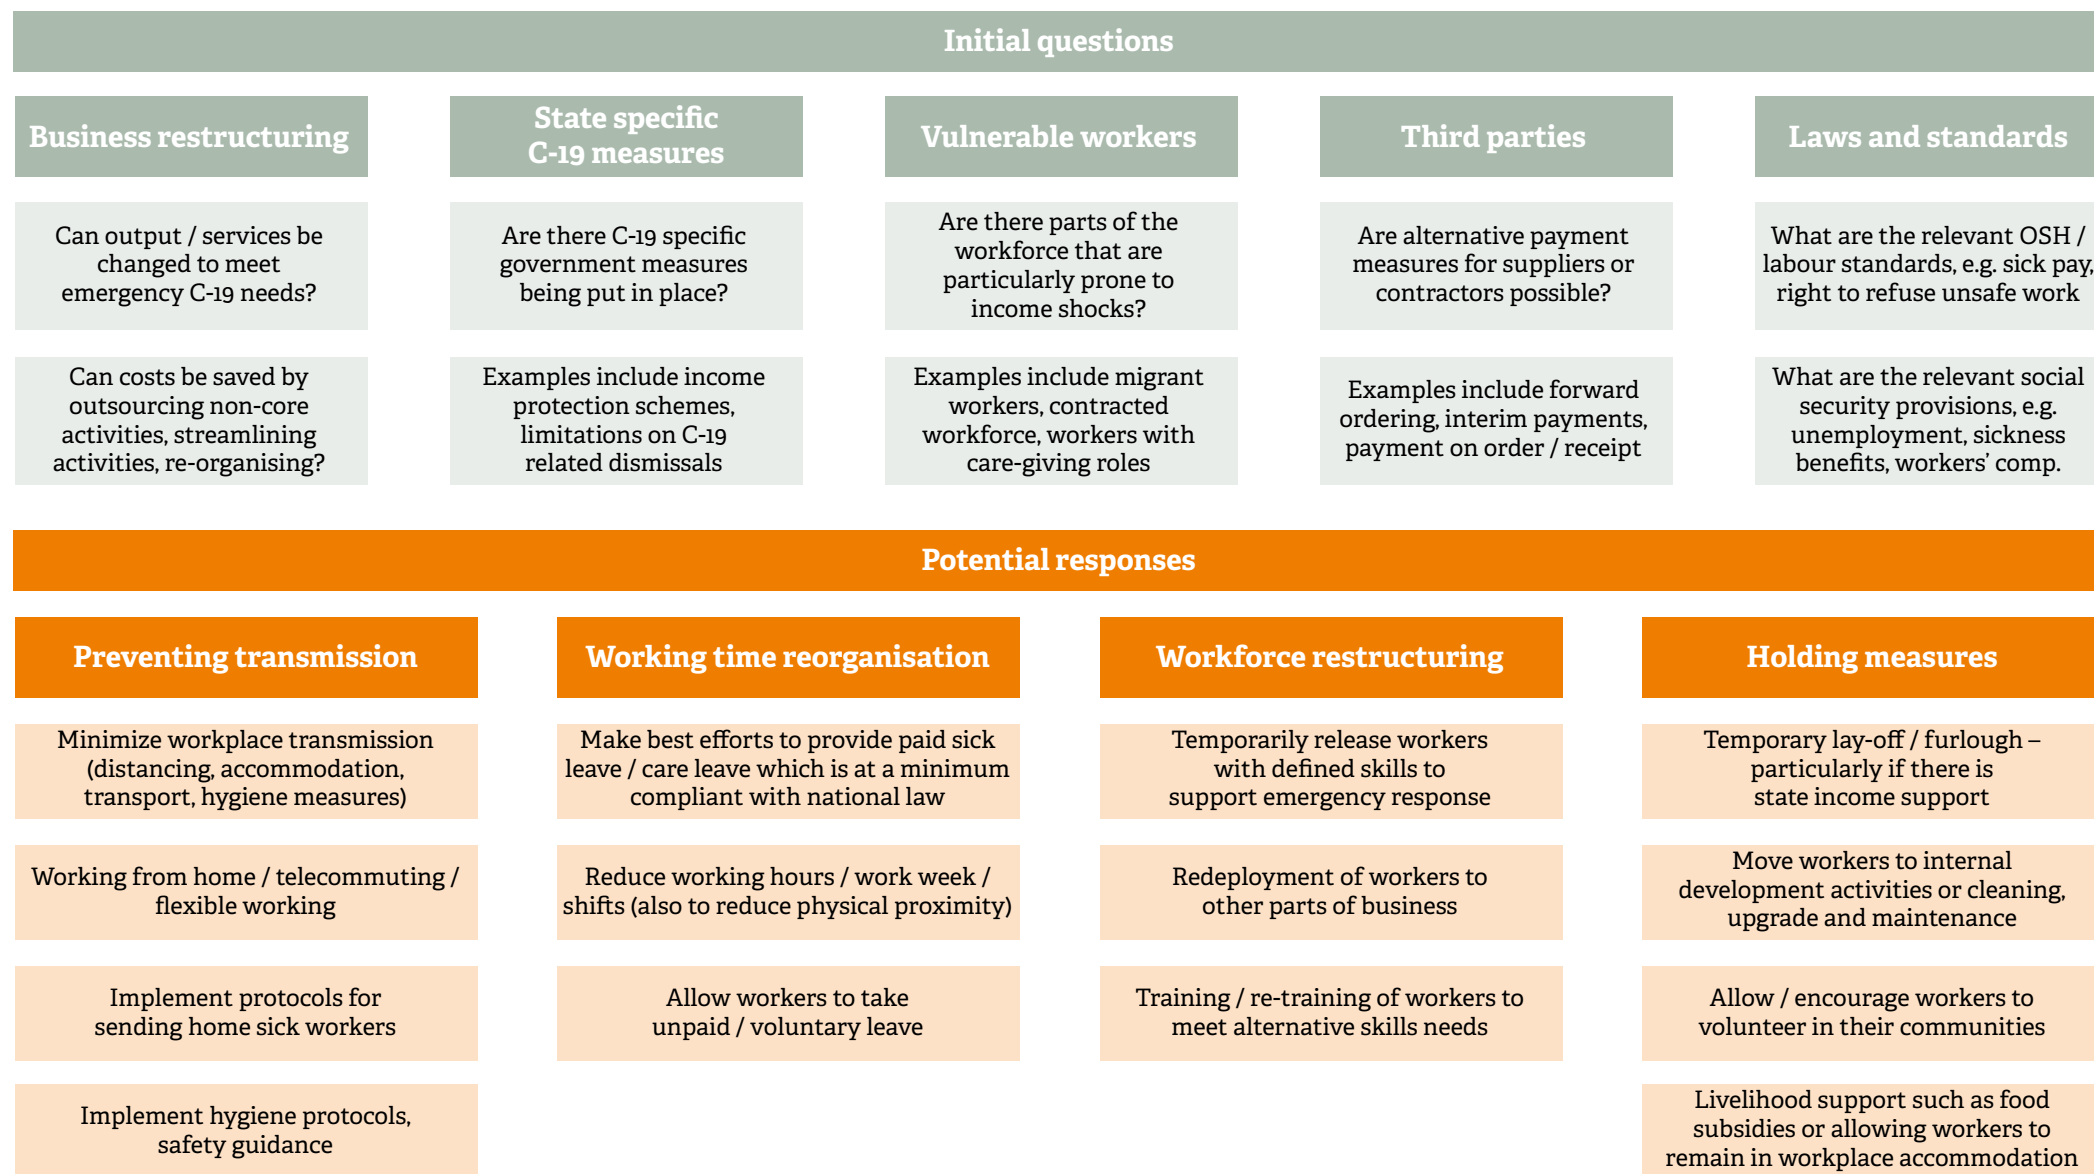 Initial questions
Business restructuring
Can output / services be
changed to meet
emergency C-19 needs?
Can costs be saved by
outsourcing non-core
activities, streamlining
activities, re-organising?
State specific
C-19 measures
Are there C-19 specific
government measures
being put in place?
Examples include income
protection schemes,
limitations on C-19
related dismissals
Vulnerable workers
Are there parts of the
workforce that are
particularly prone to
income shocks?
Examples include migrant
workers, contracted
workforce, workers with
care-giving roles
Third parties
Are alternative payment
measures for suppliers or
contractors possible?
Examples include forward
ordering, interim payments,
payment on order / receipt
Laws and standards
What are the relevant OSH /
labour standards, e.g. sick pay,
right to refuse unsafe work
What are the relevant social
security provisions, e.g.
unemployment, sickness
benefits, workers’ comp.
Potential responses
Preventing transmission
Minimize workplace transmission
(distancing, accommodation,
transport, hygiene measures)
Working from home / telecommuting /
flexible working
Implement protocols for
sending home sick workers
Implement hygiene protocols,
safety guidance
Working time reorganisation
Make best efforts to provide paid sick
leave / care leave which is at a minimum
compliant with national law
Reduce working hours / work week /
shifts (also to reduce physical proximity)
Allow workers to take
unpaid / voluntary leave
Workforce restructuring
Temporarily release workers
with defined skills to
support emergency response
Redeployment of workers to
other parts of business
Training / re-training of workers to
meet alternative skills needs
Holding measures
Temporary lay-off / furlough –
particularly if there is
state income support
Move workers to internal
development activities or cleaning,
upgrade and maintenance
Allow / encourage workers to
volunteer in their communities
Livelihood support such as food
subsidies or allowing workers to
remain in workplace accommodation